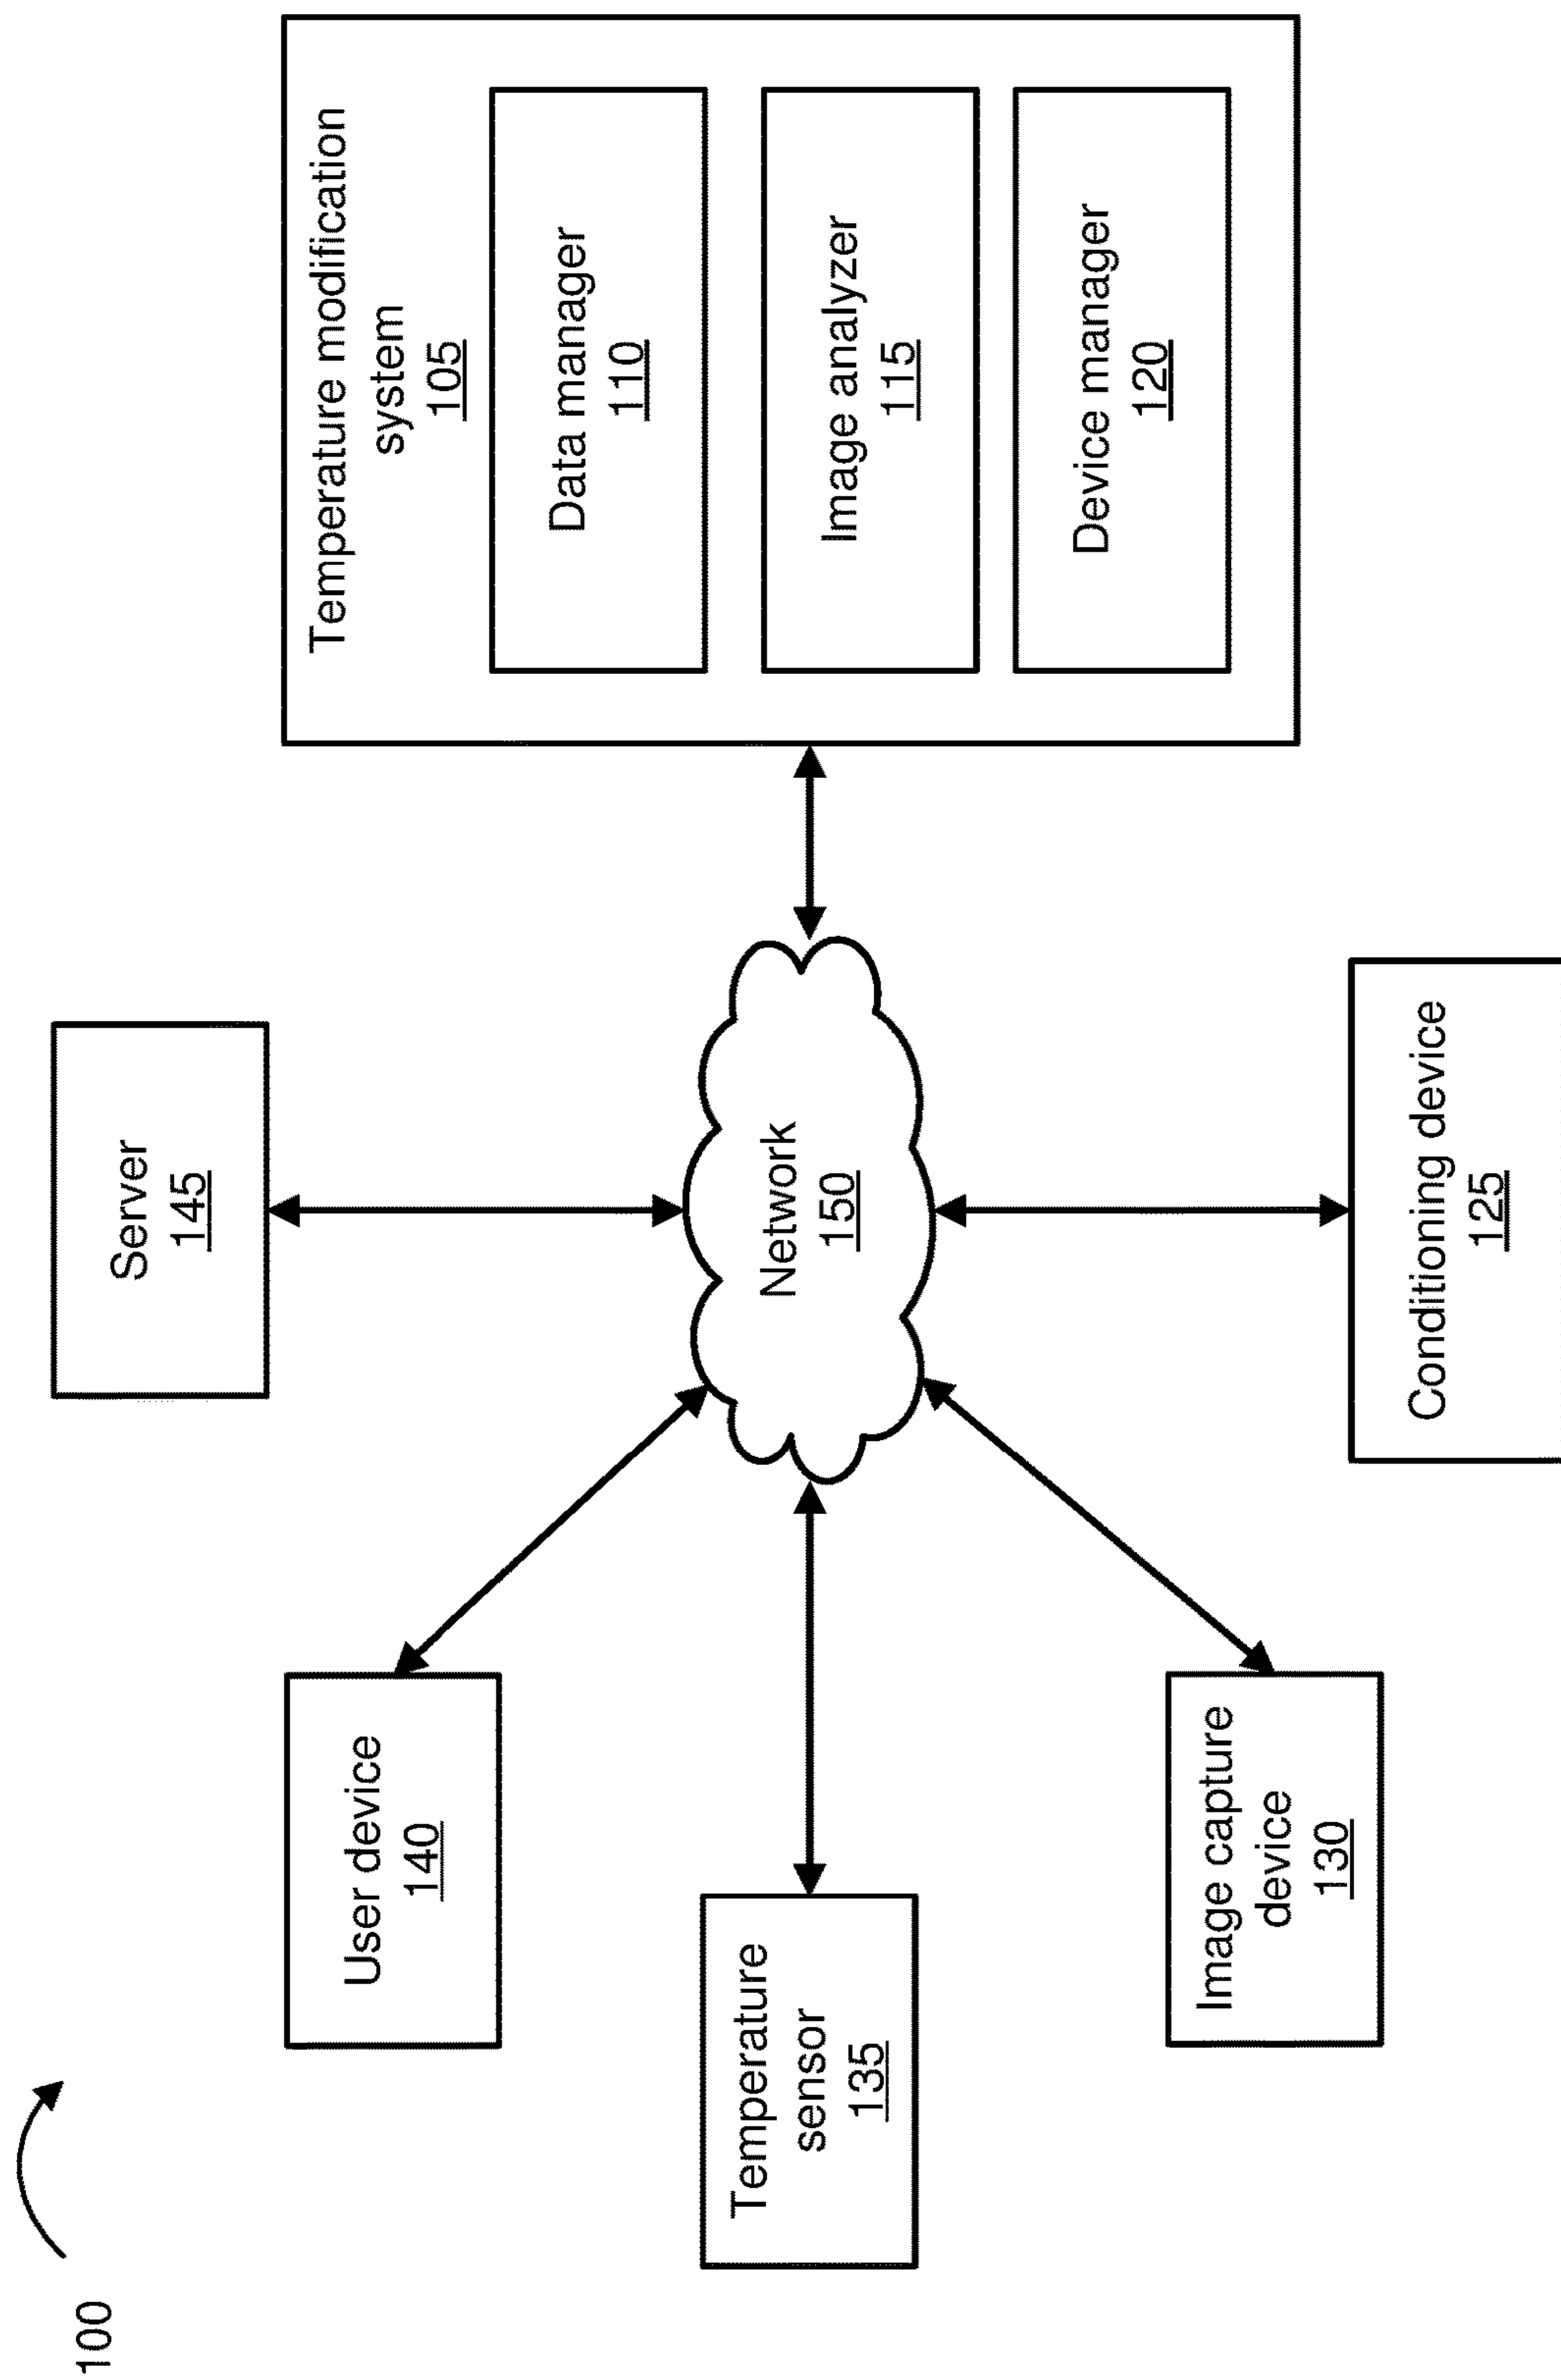 100
Server
145
User device
140
Temperature modification
system
105
Data manager
110
Image analyzer
115
Device manager
120
Temperature
sensor
135
Network
150
Image capture
device
130
Conditioning device
125